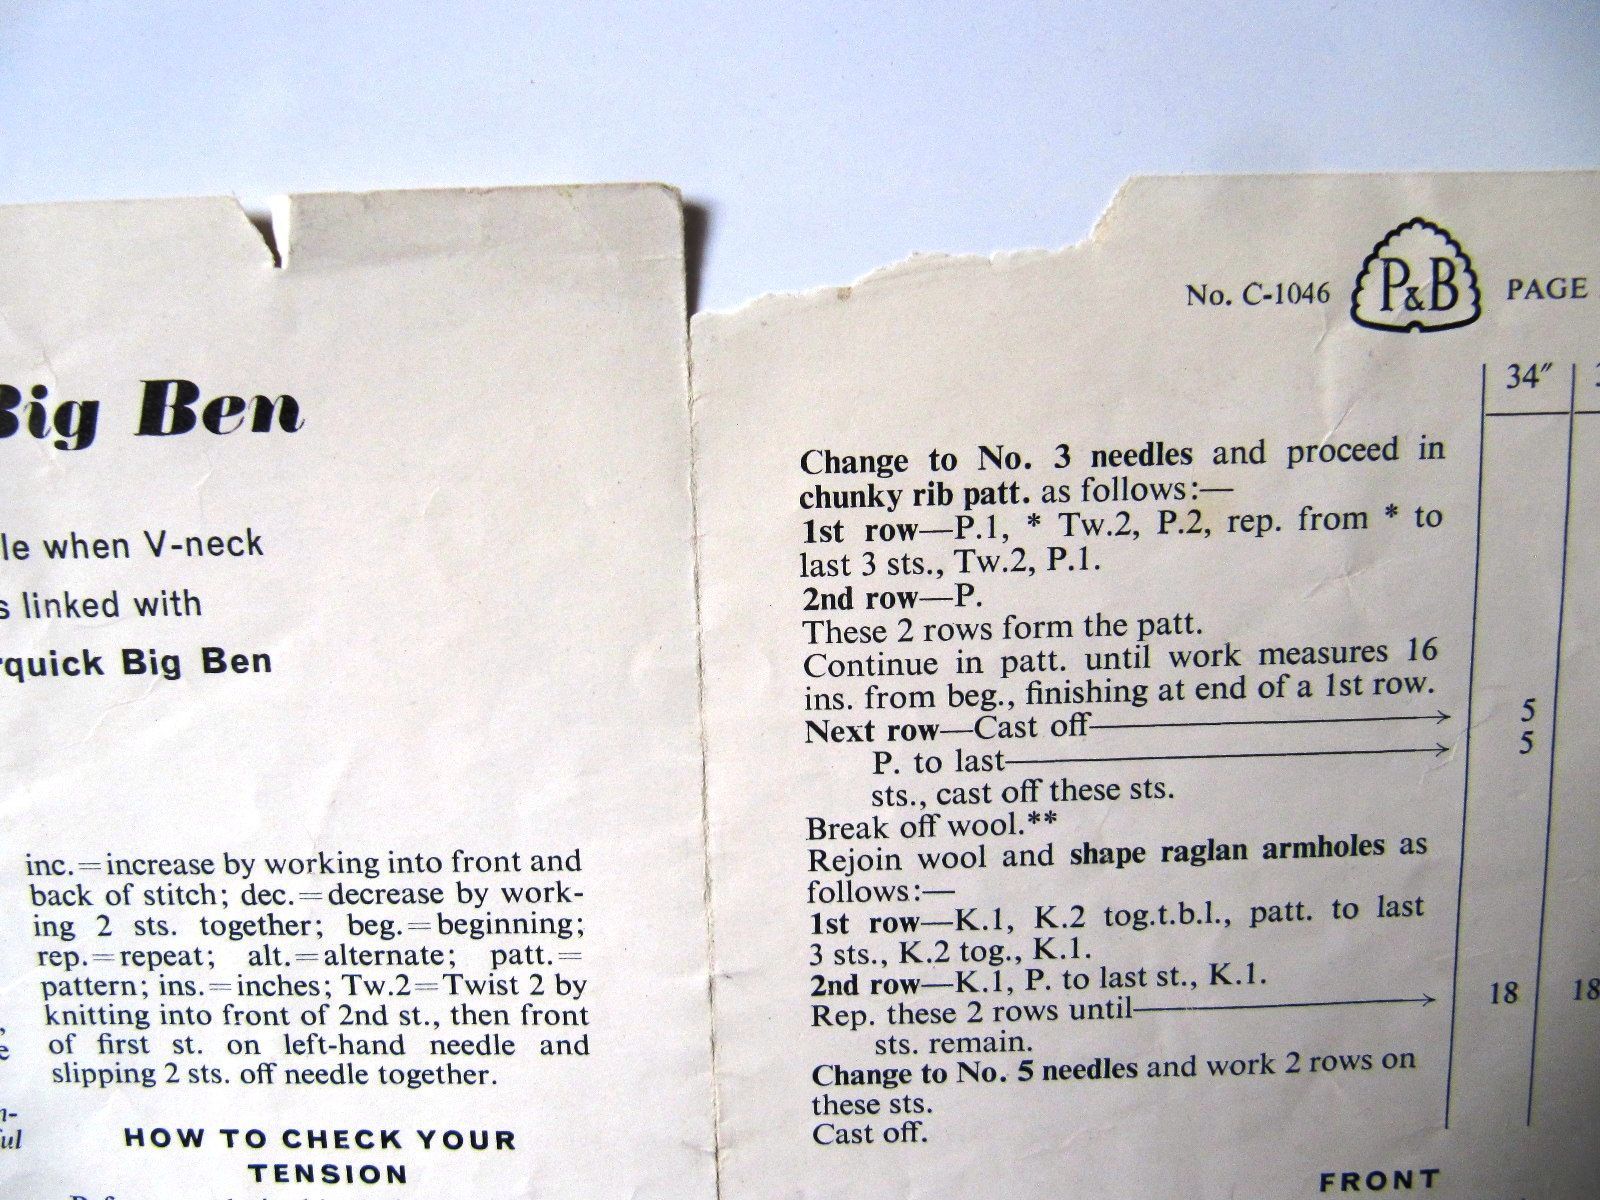 Big Ben
le when V-neck
s linked with
rquick Big Ben
inc.=increase by working into front and
back of stitch; dec.=decrease by work-
ing 2 sts. together; beg.=beginning;
rep.=repeat; alt.=alternate; patt.=
pattern; ins.=inches; Tw.2=Twist 2 by
knitting into front of 2nd st., then front
of first st. on left-hand needle and
slipping 2 sts. off needle together.
HOW TO CHECK YOUR
TENSION
No. C-1046 P&B PAGE
34″
Change to No. 3 needles and proceed in
chunky rib patt. as follows:—
1st row—P.1, * Tw.2, P.2, rep. from * to
last 3 sts., Tw.2, P.1.
2nd row—P.
These 2 rows form the patt.
Continue in patt. until work measures 16
ins. from beg., finishing at end of a 1st row.
Next row—Cast off 5
P. to last 5
sts., cast off these sts.
Break off wool.**
Rejoin wool and shape raglan armholes as
follows:—
1st row—K.1, K.2 tog.t.b.l., patt. to last
3 sts., K.2 tog., K.1.
2nd row—K.1, P. to last st., K.1.
Rep. these 2 rows until 18 18
sts. remain.
Change to No. 5 needles and work 2 rows on
these sts.
Cast off.
FRONT